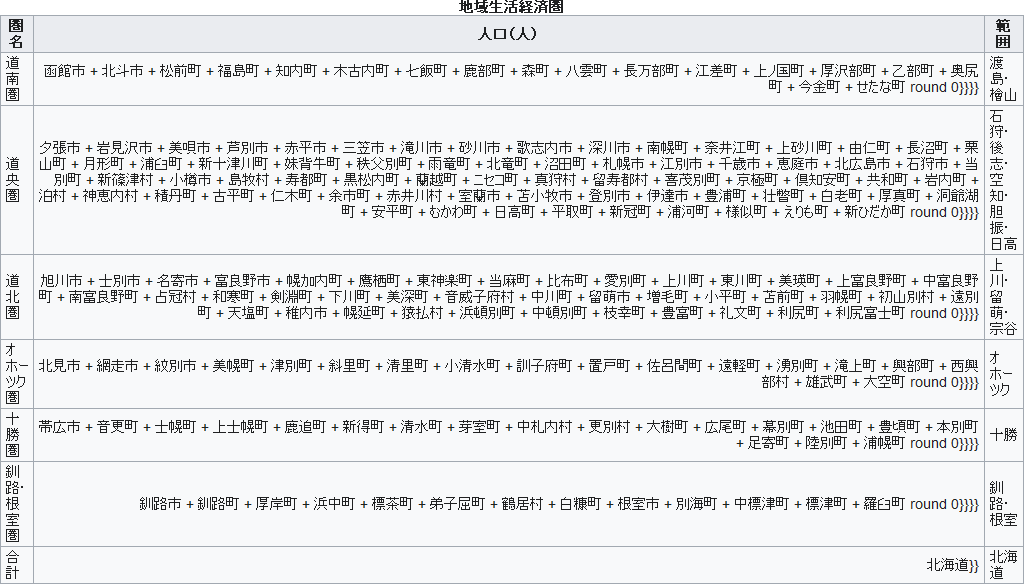 地域生活経済圏
圏名 人口（人） 範囲
道南圏
函館市 + 北斗市 + 松前町 + 福島町 + 知内町 + 木古内町 + 七飯町 + 鹿部町 + 森町 + 八雲町 + 長万部町 + 江差町 + 上ノ国町 + 厚沢部町 + 乙部町 + 奥尻
町 + 今金町 + せたな町 round 0}}}}
渡島・檜山
道央圏
夕張市 + 岩見沢市 + 美唄市 + 芦別市 + 赤平市 + 三笠市 + 滝川市 + 砂川市 + 歌志内市 + 深川市 + 南幌町 + 奈井江町 + 上砂川町 + 由仁町 + 長沼町 + 栗
山町 + 月形町 + 浦臼町 + 新十津川町 + 妹背牛町 + 秩父別町 + 雨竜町 + 北竜町 + 沼田町 + 札幌市 + 江別市 + 千歳市 + 恵庭市 + 北広島市 + 石狩市 + 当
別町 + 新篠津村 + 小樽市 + 島牧村 + 寿都町 + 黒松内町 + 蘭越町 + ニセコ町 + 真狩村 + 留寿都村 + 喜茂別町 + 京極町 + 倶知安町 + 共和町 + 岩内町 +
泊村 + 神恵内村 + 積丹町 + 古平町 + 仁木町 + 余市町 + 赤井川村 + 室蘭市 + 苫小牧市 + 登別市 + 伊達市 + 豊浦町 + 壮瞥町 + 白老町 + 厚真町 + 洞爺湖
町 + 安平町 + むかわ町 + 日高町 + 平取町 + 新冠町 + 浦河町 + 様似町 + えりも町 + 新ひだか町 round 0}}}}
石狩・後志・空知・胆振・日高
道北圏
旭川市 + 士別市 + 名寄市 + 富良野市 + 幌加内町 + 鷹栖町 + 東神楽町 + 当麻町 + 比布町 + 愛別町 + 上川町 + 東川町 + 美瑛町 + 上富良野町 + 中富良野
町 + 南富良野町 + 占冠村 + 和寒町 + 剣淵町 + 下川町 + 美深町 + 音威子府村 + 中川町 + 留萌市 + 増毛町 + 小平町 + 苫前町 + 羽幌町 + 初山別村 + 遠別
町 + 天塩町 + 稚内市 + 幌延町 + 猿払村 + 浜頓別町 + 中頓別町 + 枝幸町 + 豊富町 + 礼文町 + 利尻町 + 利尻富士町 round 0}}}}
上川・留萌・宗谷
オホーツク圏
北見市 + 網走市 + 紋別市 + 美幌町 + 津別町 + 斜里町 + 清里町 + 小清水町 + 訓子府町 + 置戸町 + 佐呂間町 + 遠軽町 + 湧別町 + 滝上町 + 興部町 + 西興
部村 + 雄武町 + 大空町 round 0}}}}
オホーツク
十勝圏
帯広市 + 音更町 + 士幌町 + 上士幌町 + 鹿追町 + 新得町 + 清水町 + 芽室町 + 中札内村 + 更別村 + 大樹町 + 広尾町 + 幕別町 + 池田町 + 豊頃町 + 本別町
+ 足寄町 + 陸別町 + 浦幌町 round 0}}}}
十勝
釧路・根室圏
釧路市 + 釧路町 + 厚岸町 + 浜中町 + 標茶町 + 弟子屈町 + 鶴居村 + 白糠町 + 根室市 + 別海町 + 中標津町 + 標津町 + 羅臼町 round 0}}}}
釧路・根室
合計
北海道}}
北海道